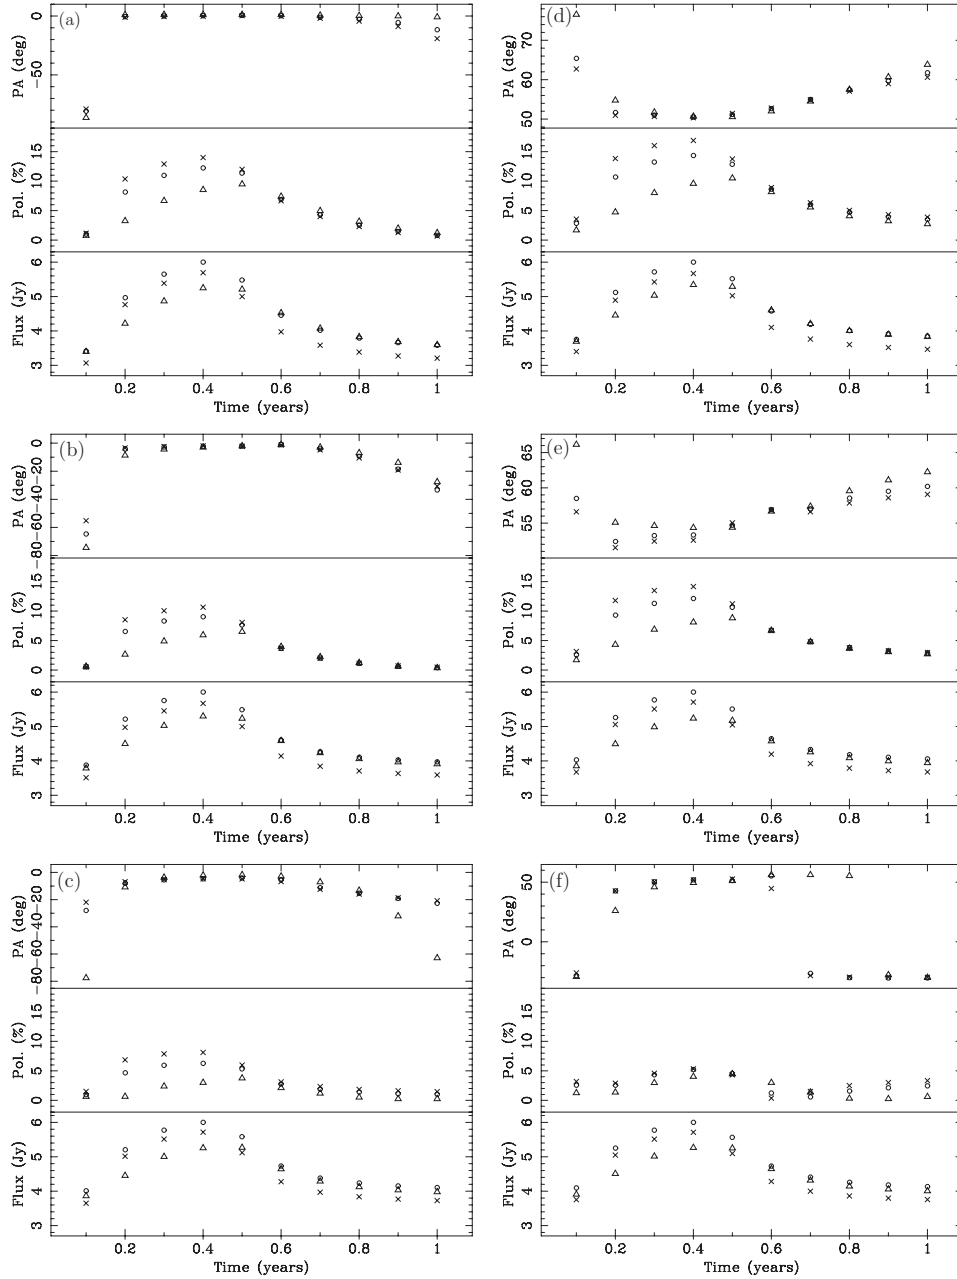 (a)
PA (deg)
0
−50
Pol. (%)
15
10
5
0
Flux (Jy)
6
5
4
3
0.2 0.4 0.6 0.8 1
Time (years)
(d)
PA (deg)
70
60
50
Pol. (%)
15
10
5
0
Flux (Jy)
6
5
4
3
0.2 0.4 0.6 0.8 1
Time (years)
(b)
PA (deg)
0
−20
−40
−60
−80
Pol. (%)
15
10
5
0
Flux (Jy)
6
5
4
3
0.2 0.4 0.6 0.8 1
Time (years)
(e)
PA (deg)
65
60
55
Pol. (%)
15
10
5
0
Flux (Jy)
6
5
4
3
0.2 0.4 0.6 0.8 1
Time (years)
(c)
PA (deg)
0
−20
−40
−60
−80
Pol. (%)
15
10
5
0
Flux (Jy)
6
5
4
3
0.2 0.4 0.6 0.8 1
Time (years)
(f)
PA (deg)
50
0
Pol. (%)
15
10
5
0
Flux (Jy)
6
5
4
3
0.2 0.4 0.6 0.8 1
Time (years)